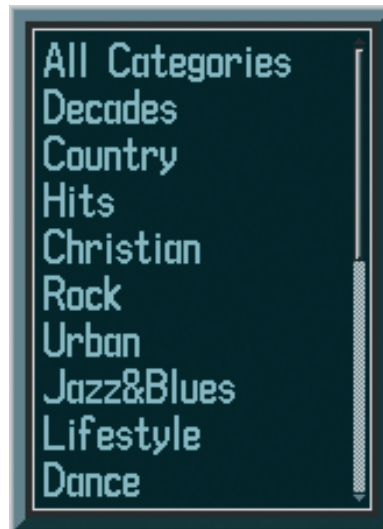 All Categories
Decades
Country
Hits
Christian
Rock
Urban
Jazz&Blues
Lifestyle
Dance